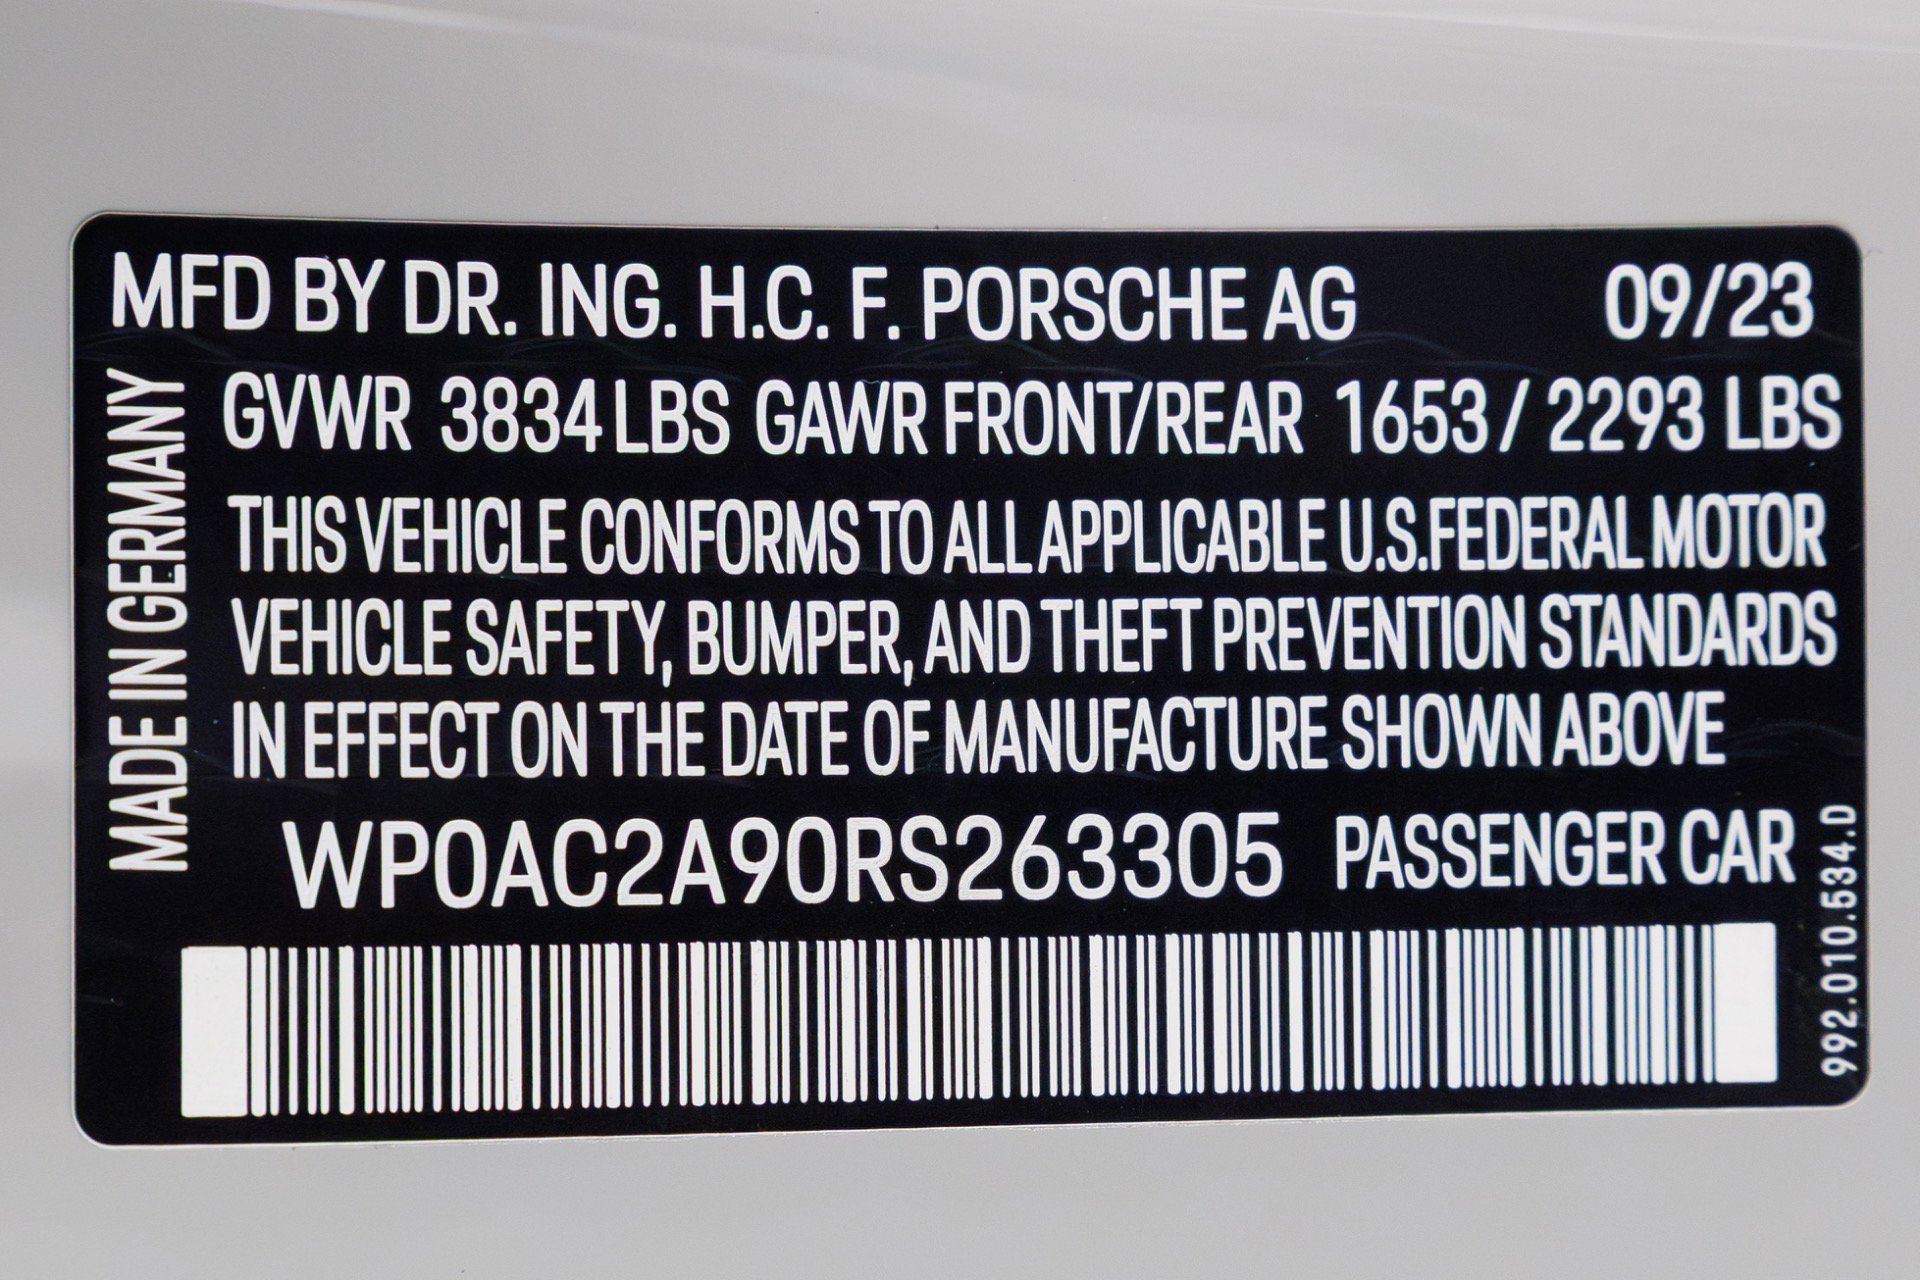 MFD BY DR. ING. H.C. F. PORSCHE AG 09/23
GVWR 3834 LBS GAWR FRONT/REAR 1653 / 2293 LBS
THIS VEHICLE CONFORMS TO ALL APPLICABLE U.S.FEDERAL MOTOR
VEHICLE SAFETY, BUMPER, AND THEFT PREVENTION STANDARDS
IN EFFECT ON THE DATE OF MANUFACTURE SHOWN ABOVE
WP0AC2A90RS263305 PASSENGER CAR
MADE IN GERMANY
992.010.534.D